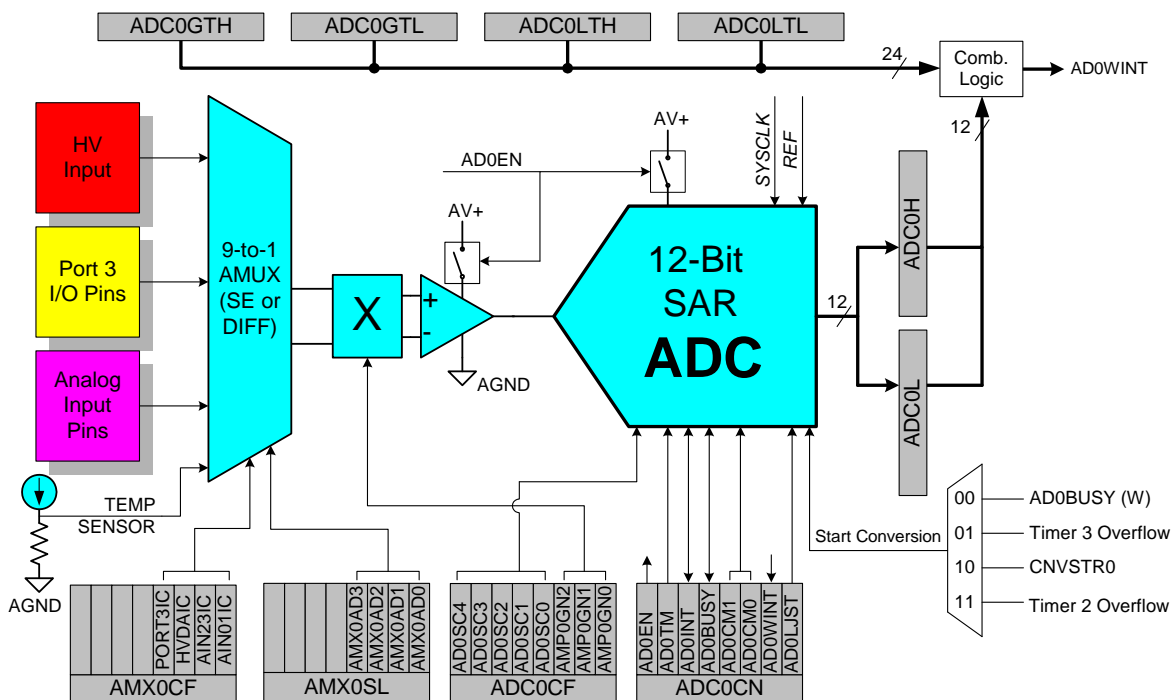 ADC0GTH
ADC0GTL
ADC0LTH
ADC0LTL
24
Comb.
Logic
AD0WINT
12
HV
Input
Port 3
I/O Pins
Analog
Input
Pins
TEMP
SENSOR
AGND
9-to-1
AMUX
(SE or
DIFF)
X
+
-
AV+
AD0EN
AV+
AGND
SYSCLK
REF
12-Bit
SAR
ADC
12
ADC0H
ADC0L
Start Conversion
00
AD0BUSY (W)
01
Timer 3 Overflow
10
CNVSTR0
11
Timer 2 Overflow
PORT3IC
HVDAIC
AIN23IC
AIN01IC
AMX0CF
AMX0AD3
AMX0AD2
AMX0AD1
AMX0AD0
AMX0SL
AD0SC4
AD0SC3
AD0SC2
AD0SC1
AD0SC0
AMP0GN2
AMP0GN1
AMP0GN0
ADC0CF
AD0EN
AD0TM
AD0INT
AD0BUSY
AD0CM1
AD0CM0
AD0WINT
AD0LJST
ADC0CN